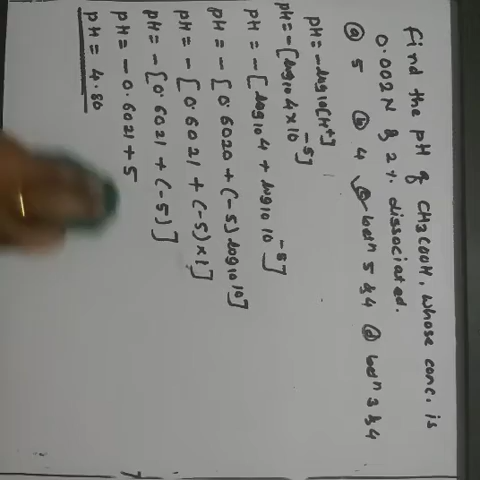 find the pH of CH3COOH, whose conc. is
0.002N & 2% dissociated.
(a) 5 (b) 4 (c) betn 5 & 4 (d) betn 3 & 4
pH = -log10[H+]
pH = -[log10 4×10^-5]
pH = -[log10 4 + log10 10^-5]
pH = -[0.6020 + (-5) log10 10]
pH = -[0.6021 + (-5)×1]
pH = -[0.6021 + (-5)]
pH = -0.6021 + 5
pH = 4.80